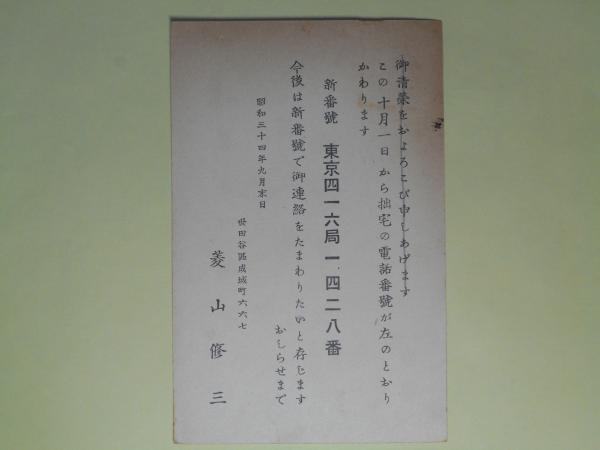 御清榮をおよろこび申しあげます
この十月一日から拙宅の電話番號が左のとおり
かわります
新番號 東京四一六局一四二八番
今後は新番號で御連絡をたまわりたいと存じます
おしらせまで
昭和三十四年九月末日
世田谷區成城町六六七
菱山修三